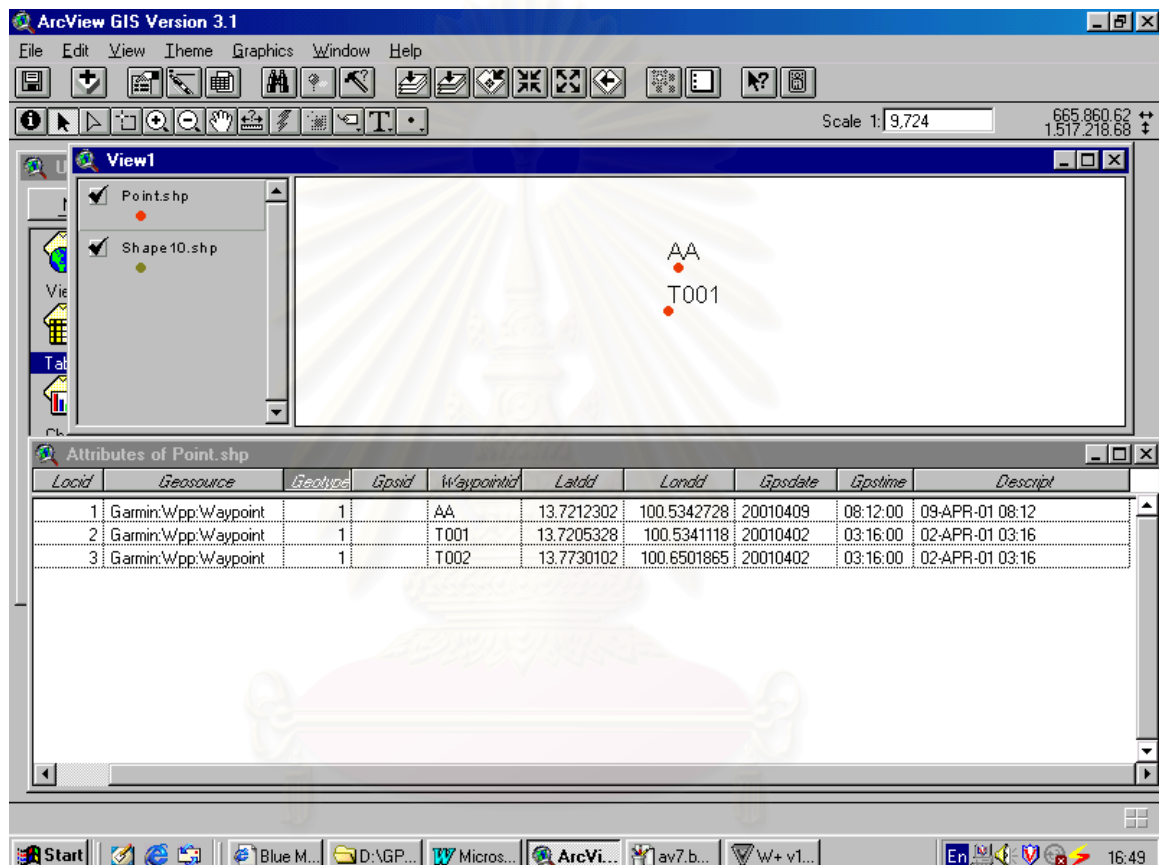 ArcView GIS Version 3.1
File Edit View Theme Graphics Window Help
Scale 1: 9,724
665,860.62
1,517,218.68
View1
Point.shp
Shape10.shp
AA
T001
Attributes of Point.shp
Locid Geosource Geotype Gpsid Waypointid Latdd Londd Gpsdate Gpstime Descript
1 Garmin:Wpp:Waypoint 1 AA 13.7212302 100.5342728 20010409 08:12:00 09-APR-01 08:12
2 Garmin:Wpp:Waypoint 1 T001 13.7205328 100.5341118 20010402 03:16:00 02-APR-01 03:16
3 Garmin:Wpp:Waypoint 1 T002 13.7730102 100.6501865 20010402 03:16:00 02-APR-01 03:16
Start Blue M... D:\GP... Micros... ArcVi... av7.b... W+ v1... En 16:49